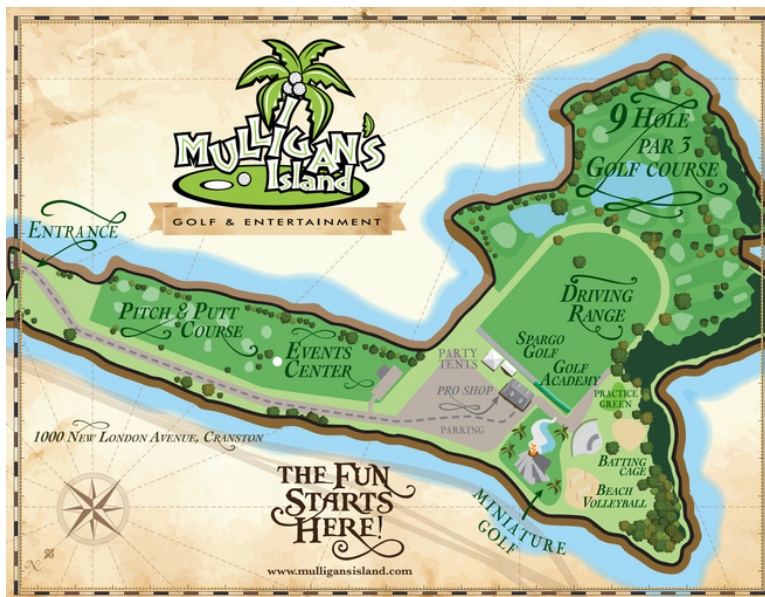 I
MULLIGAN'S
Island
GOLF & ENTERTAINMENT
9 HOLE
PAR 3
GOLF COURSE
ENTRANCE
PITCH & PUTT
COURSE
EVENTS
CENTER
DRIVING
RANGE
SPARGO
GOLF
GOLF
ACADEMY
PARTY
TENTS
PRO SHOP
PARKING
PRACTICE
GREEN
BATTING
CAGE
BEACH
VOLLEYBALL
MINIATURE
GOLF
1000 NEW LONDON AVENUE, CRANSTON
THE FUN
STARTS
HERE!
www.mulligansisland.com
N